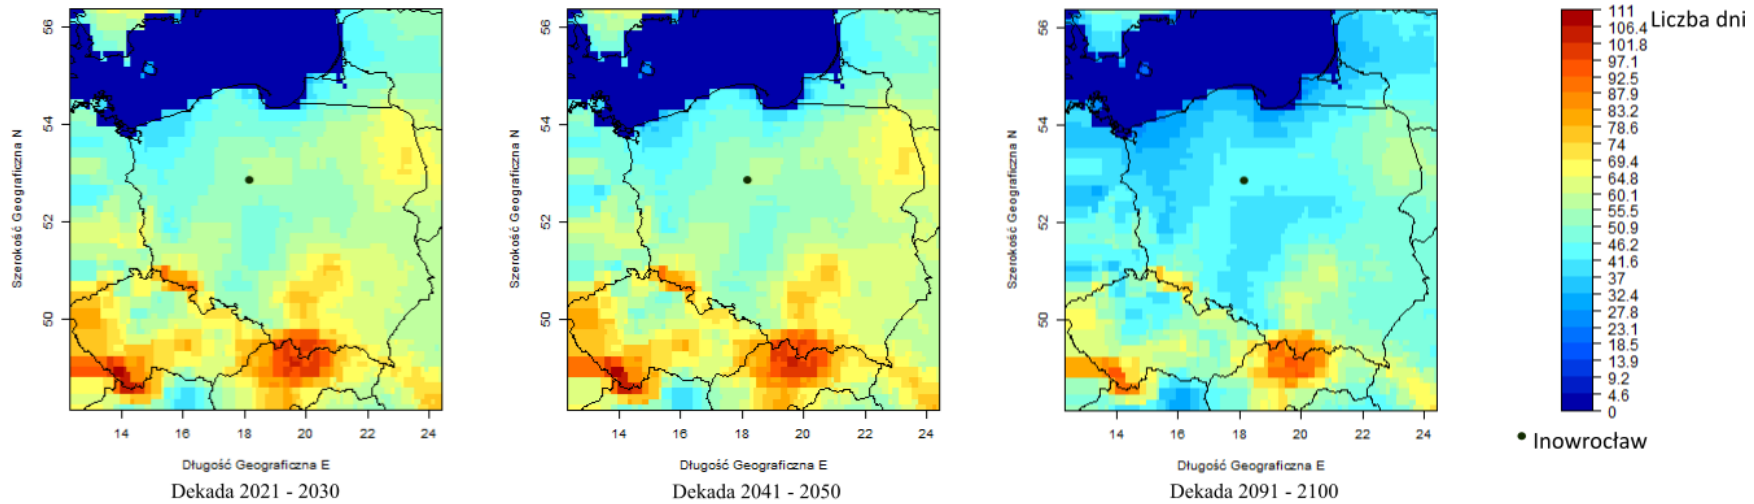 56
54
52
50
Szerokość Geograficzna N
14 16 18 20 22 24
Długość Geograficzna E
Dekada 2021 - 2030
56
54
52
50
Szerokość Geograficzna N
14 16 18 20 22 24
Długość Geograficzna E
Dekada 2041 - 2050
56
54
52
50
Szerokość Geograficzna N
14 16 18 20 22 24
Długość Geograficzna E
Dekada 2091 - 2100
Liczba dni
111
106.4
101.8
97.1
92.5
87.9
83.2
78.6
74
69.4
64.8
60.1
55.5
50.9
46.2
41.6
37
32.4
27.8
23.1
18.5
13.9
9.2
4.6
0
Inowrocław